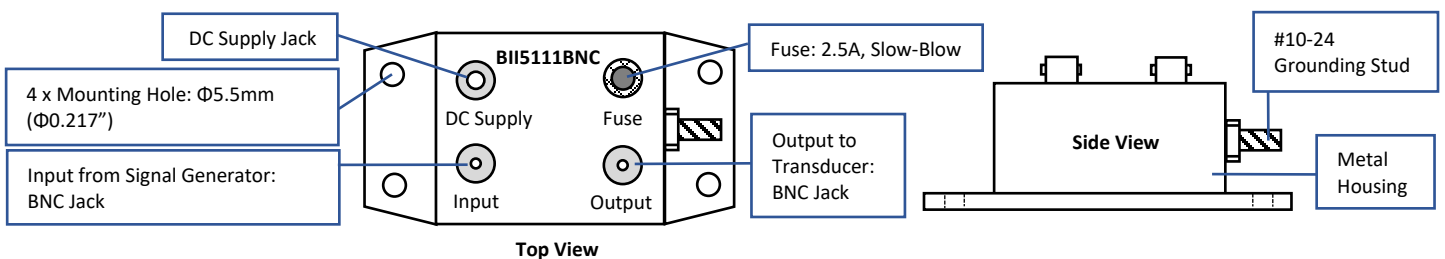 DC Supply Jack
4 x Mounting Hole: Φ5.5mm
(Φ0.217”)
Input from Signal Generator:
BNC Jack
BII5111BNC
DC Supply
Fuse
Input
Output
Top View
Fuse: 2.5A, Slow-Blow
Output to
Transducer:
BNC Jack
Side View
#10-24
Grounding Stud
Metal
Housing